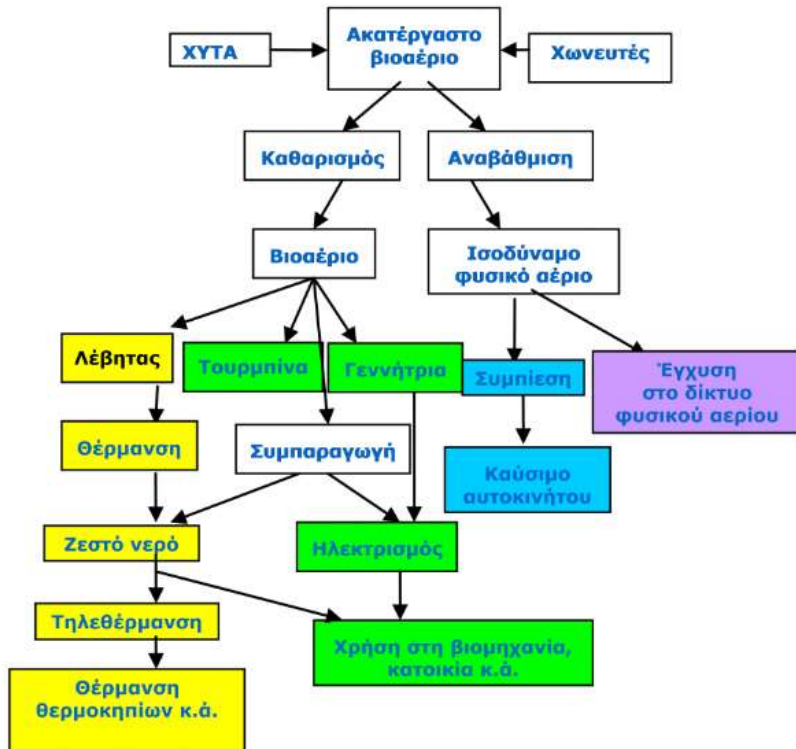 ΧΥΤΑ
Ακατέργαστο
βιοαέριο
Χωνευτές
Καθαρισμός
Αναβάθμιση
Βιοαέριο
Ισοδύναμο
φυσικό αέριο
Λέβητας
Τουρμπίνα
Γεννήτρια
Συμπίεση
Έγχυση
στο δίκτυο
φυσικού αερίου
Θέρμανση
Συμπαραγωγή
Καύσιμο
αυτοκινήτου
Ζεστό νερό
Ηλεκτρισμός
Τηλεθέρμανση
Χρήση στη βιομηχανία,
κατοικία κ.ά.
Θέρμανση
θερμοκηπίων κ.ά.